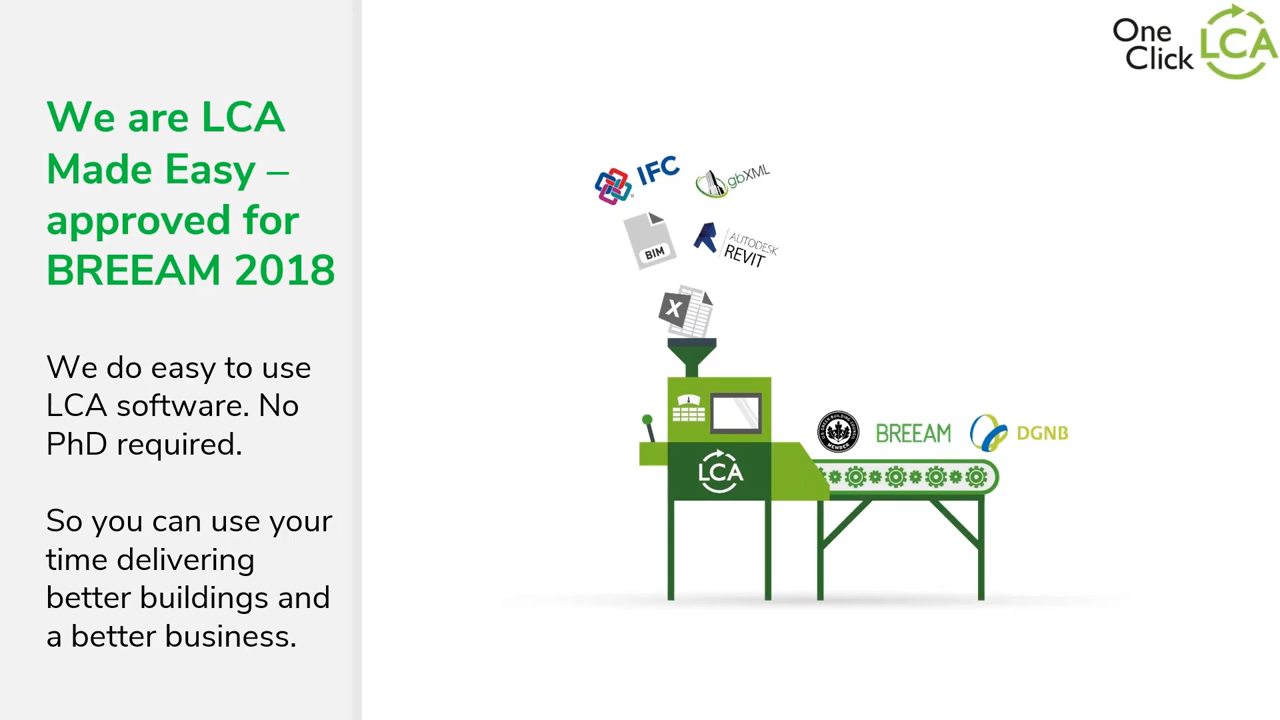 One
Click
LCA
We are LCA
Made Easy –
approved for
BREEAM 2018
We do easy to use
LCA software. No
PhD required.
So you can use your
time delivering
better buildings and
a better business.
IFC
gbXML
BIM
AUTODESK
REVIT
X
BREEAM
DGNB
LCA